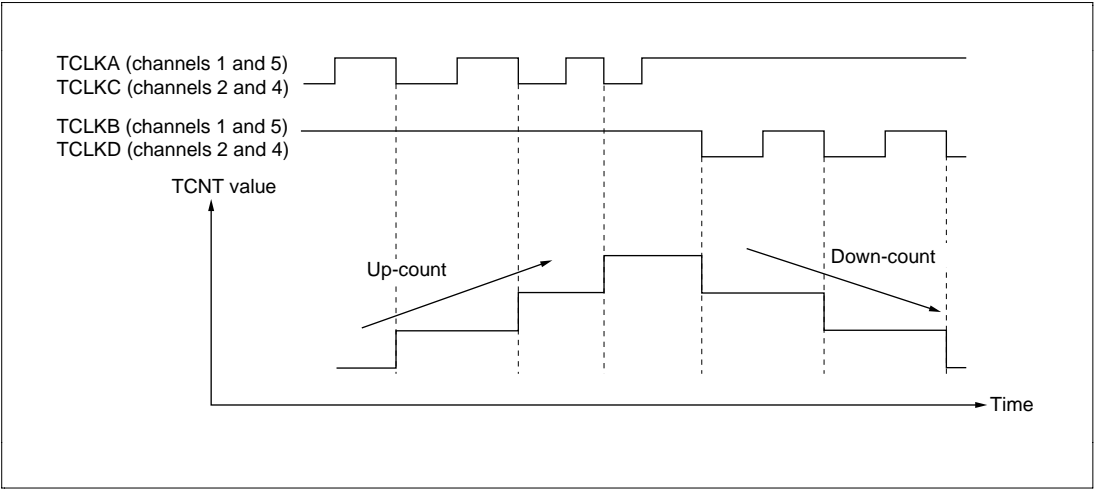 TCLKA (channels 1 and 5)
TCLKC (channels 2 and 4)
TCLKB (channels 1 and 5)
TCLKD (channels 2 and 4)
TCNT value
Up-count
Down-count
Time